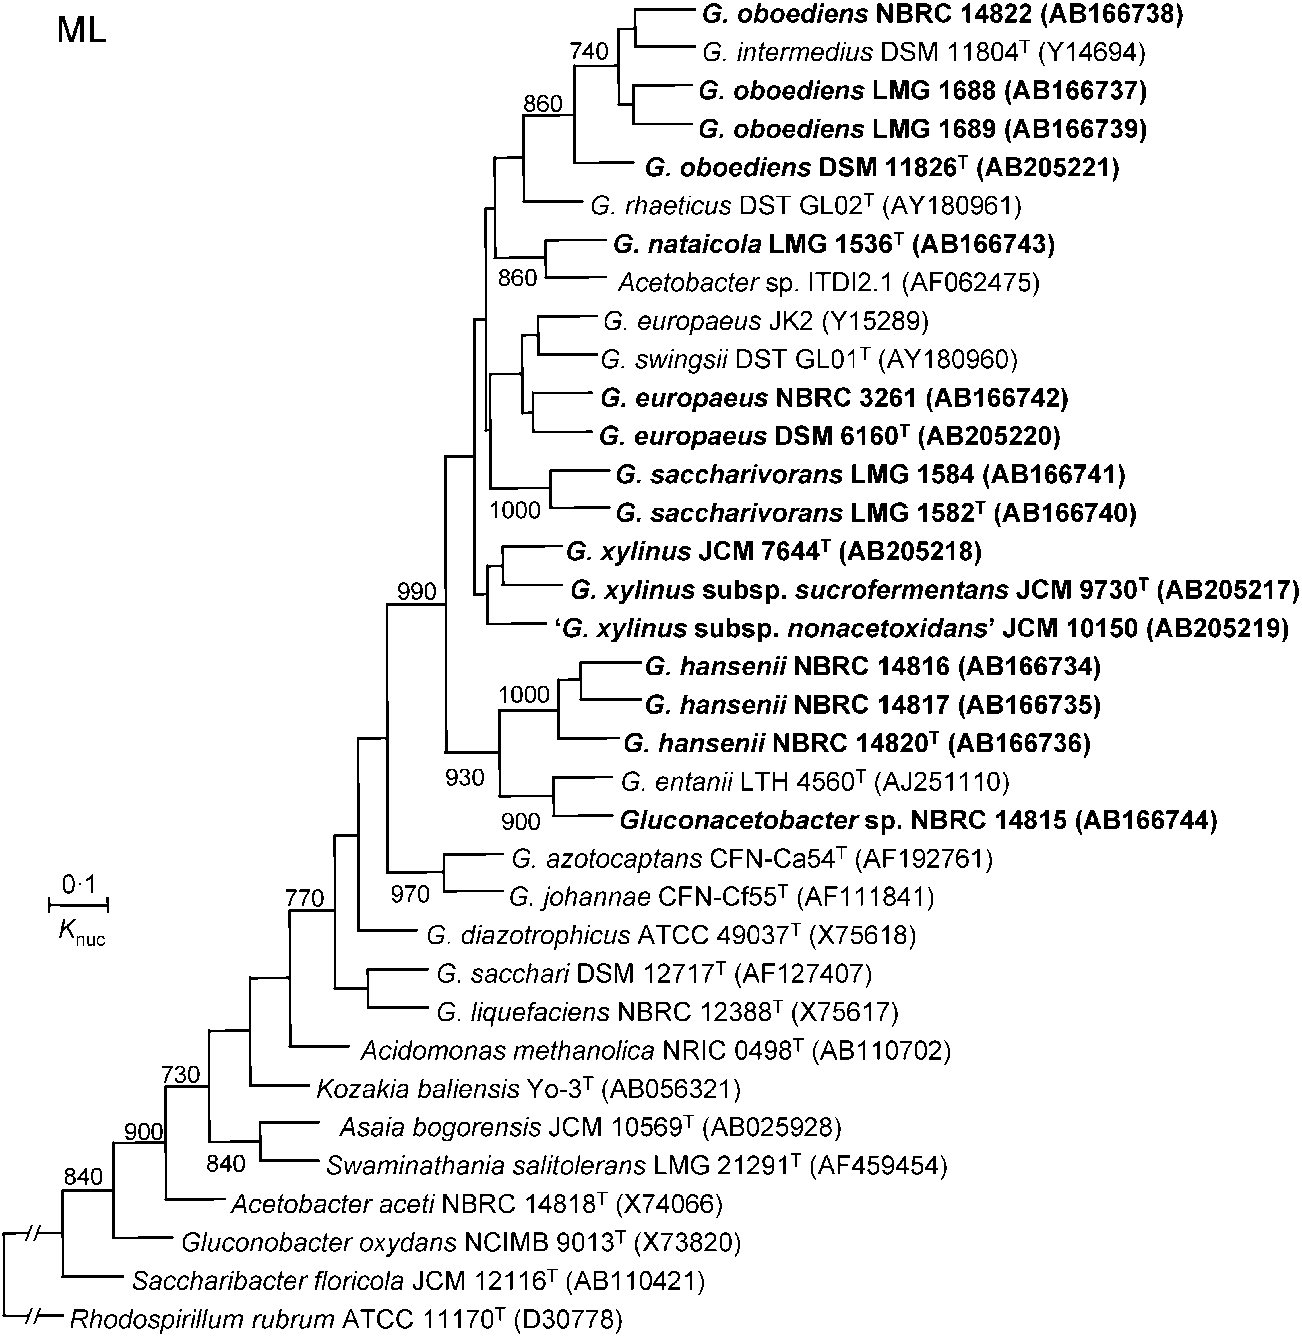 ML
G. oboediens NBRC 14822 (AB166738)
740
G. intermedius DSM 11804T (Y14694)
G. oboediens LMG 1688 (AB166737)
860
G. oboediens LMG 1689 (AB166739)
G. oboediens DSM 11826T (AB205221)
G. rhaeticus DST GL02T (AY180961)
G. nataicola LMG 1536T (AB166743)
860
Acetobacter sp. ITDI2.1 (AF062475)
G. europaeus JK2 (Y15289)
G. swingsii DST GL01T (AY180960)
G. europaeus NBRC 3261 (AB166742)
G. europaeus DSM 6160T (AB205220)
G. saccharivorans LMG 1584 (AB166741)
1000
G. saccharivorans LMG 1582T (AB166740)
G. xylinus JCM 7644T (AB205218)
990
G. xylinus subsp. sucrofermentans JCM 9730T (AB205217)
‘G. xylinus subsp. nonacetoxidans’ JCM 10150 (AB205219)
G. hansenii NBRC 14816 (AB166734)
1000
G. hansenii NBRC 14817 (AB166735)
G. hansenii NBRC 14820T (AB166736)
930
G. entanii LTH 4560T (AJ251110)
900
Gluconacetobacter sp. NBRC 14815 (AB166744)
G. azotocaptans CFN-Ca54T (AF192761)
0·1
970
G. johannae CFN-Cf55T (AF111841)
770
Knuc
G. diazotrophicus ATCC 49037T (X75618)
G. sacchari DSM 12717T (AF127407)
G. liquefaciens NBRC 12388T (X75617)
Acidomonas methanolica NRIC 0498T (AB110702)
730
Kozakia baliensis Yo-3T (AB056321)
900
Asaia bogorensis JCM 10569T (AB025928)
840
Swaminathania salitolerans LMG 21291T (AF459454)
840
Acetobacter aceti NBRC 14818T (X74066)
Gluconobacter oxydans NCIMB 9013T (X73820)
Saccharibacter floricola JCM 12116T (AB110421)
Rhodospirillum rubrum ATCC 11170T (D30778)